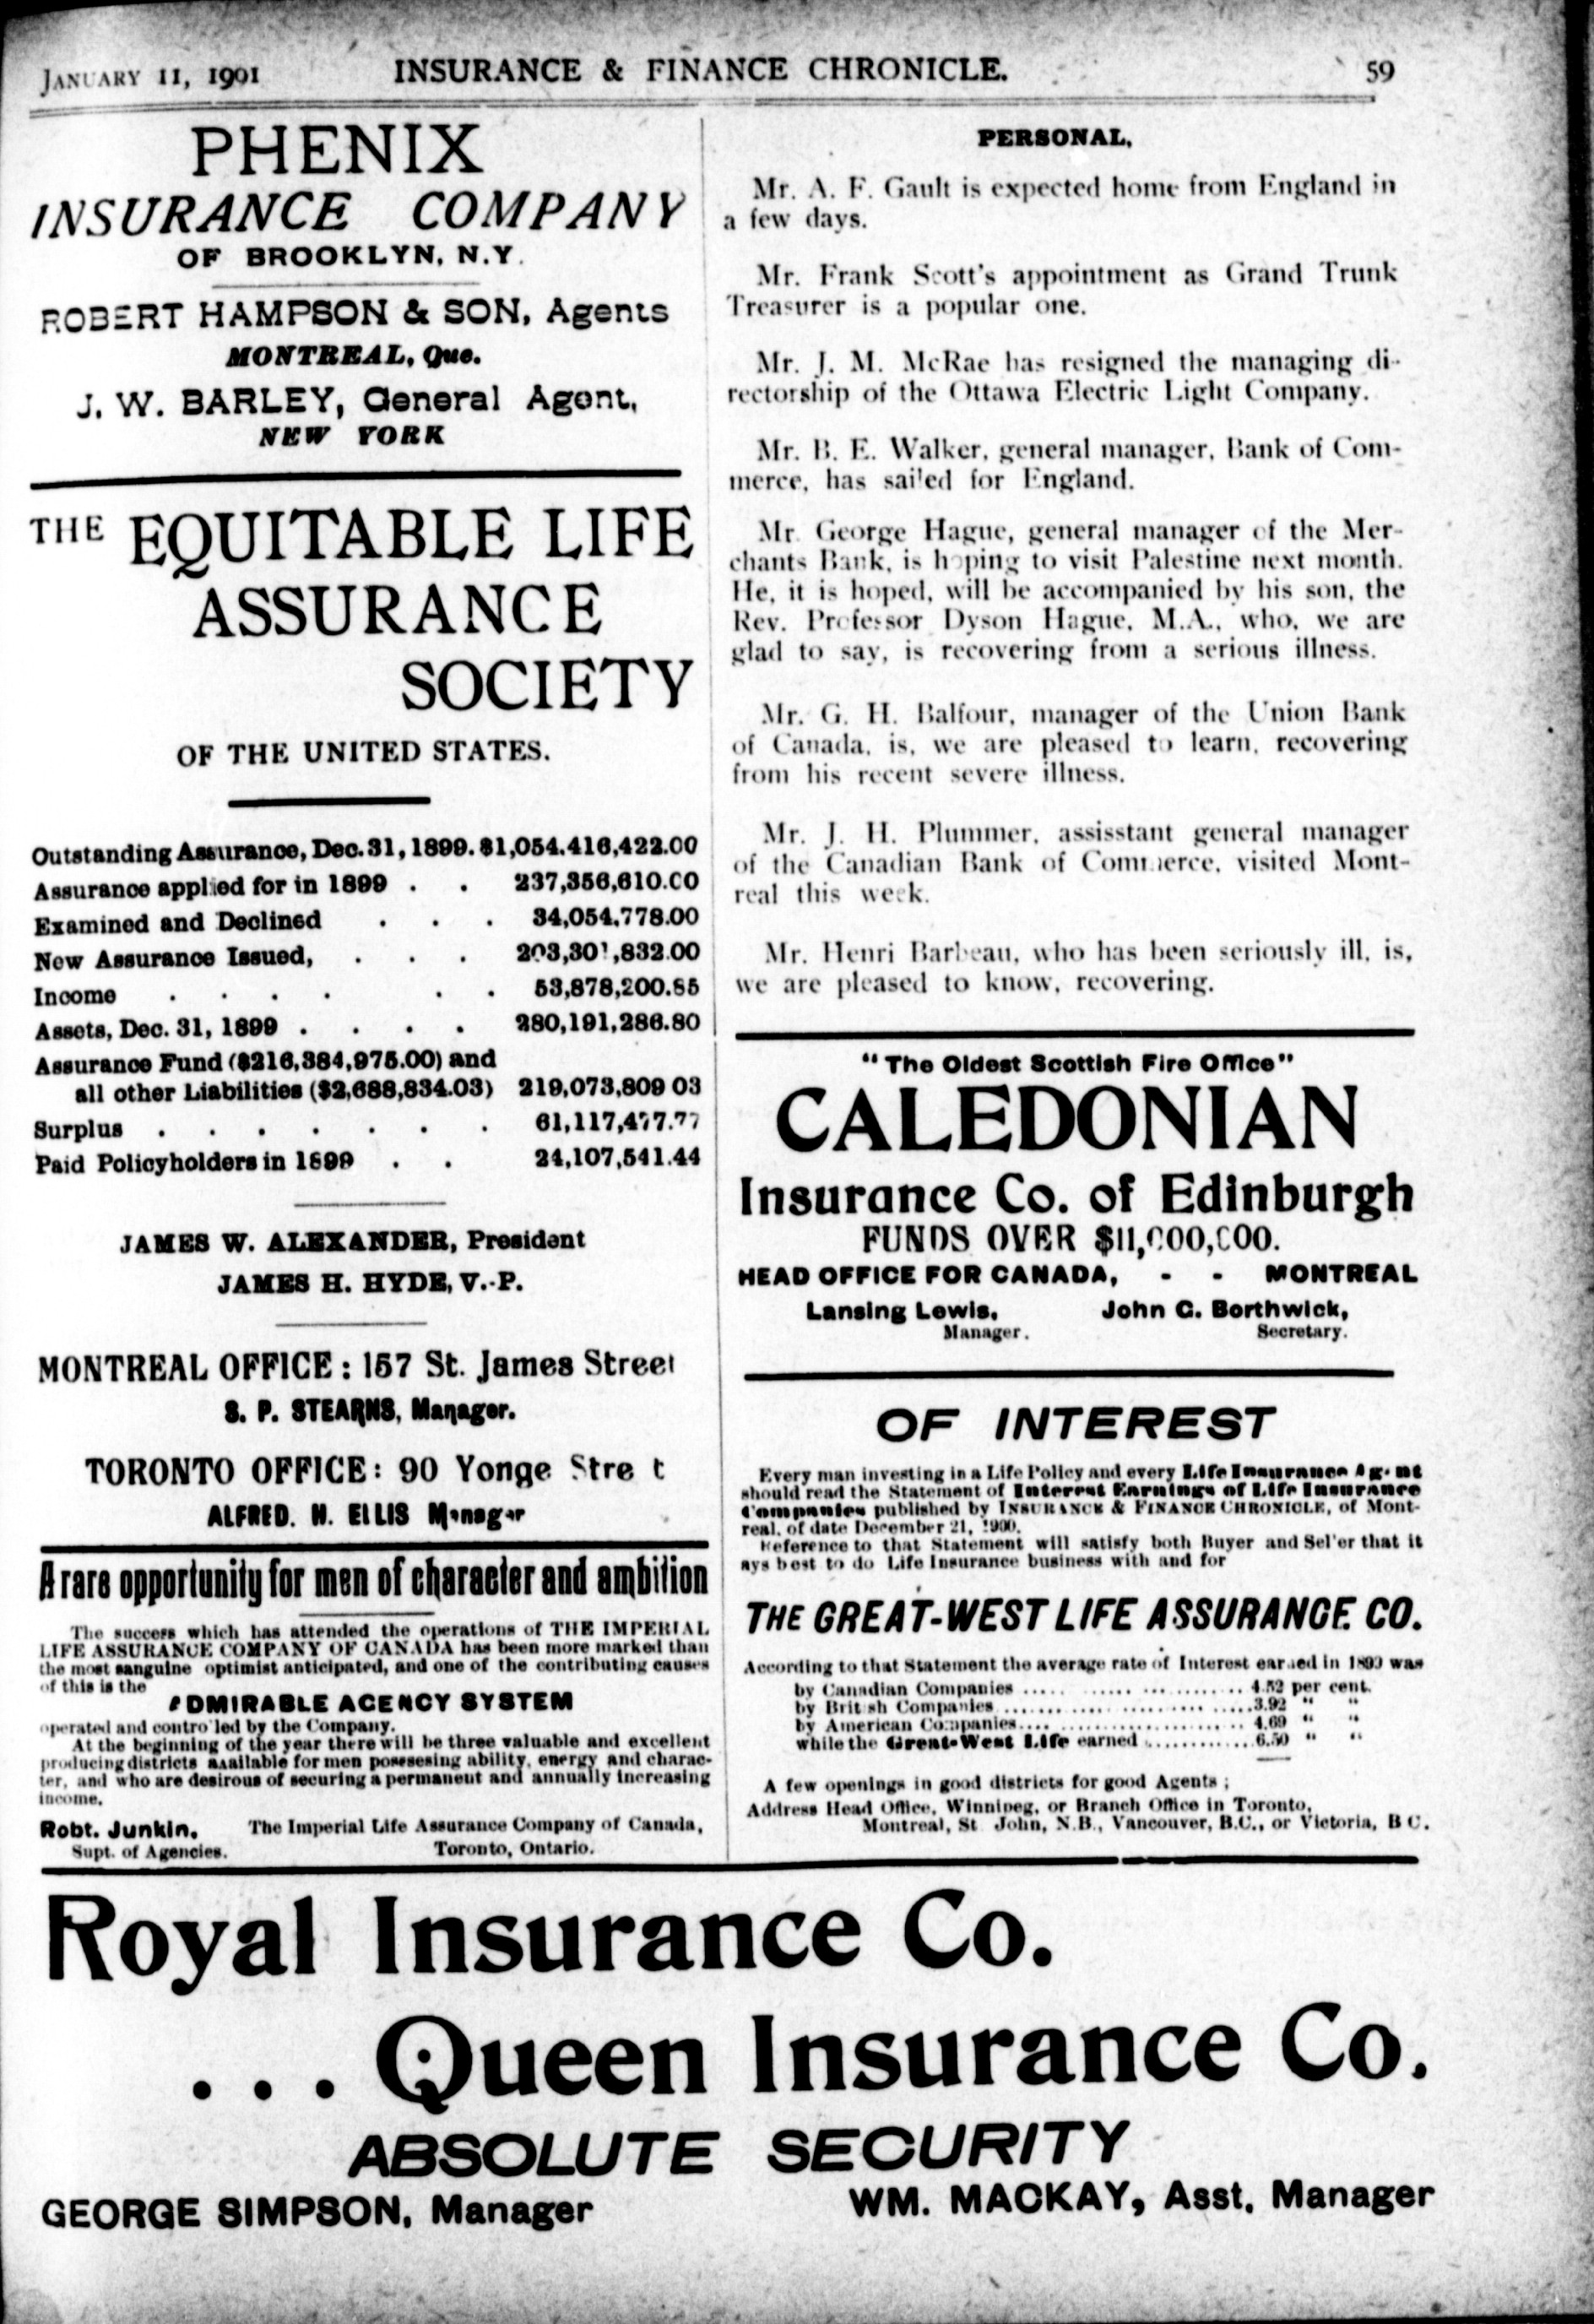 JANUARY 11, 1901 INSURANCE & FINANCE CHRONICLE. 59
PHENIX
INSURANCE COMPANY
OF BROOKLYN, N.Y.
ROBERT HAMPSON & SON, Agents
MONTREAL, Que.
J. W. BARLEY, General Agent,
NEW YORK
THE EQUITABLE LIFE
ASSURANCE
SOCIETY
OF THE UNITED STATES.
Outstanding Assurance, Dec. 31, 1899. $1,054.416,422.00
Assurance applied for in 1899 . . 237,356,610.00
Examined and Declined . . . 34,054,778.00
New Assurance Issued, . . . 203,301,832.00
Income . . . . . . 53,878,200.85
Assets, Dec. 31, 1899 . . . . 280,191,286.80
Assurance Fund ($216,384,975.00) and
all other Liabilities ($2,688,834.03) 219,073,809 03
Surplus . . . . . . . 61,117,477.77
Paid Policyholders in 1899 . . 24,107,541.44
JAMES W. ALEXANDER, President
JAMES H. HYDE, V.-P.
MONTREAL OFFICE : 157 St. James Street
S. P. STEARNS, Manager.
TORONTO OFFICE: 90 Yonge Stre t
ALFRED. H. ELLIS Manager
A rare opportunity for men of character and ambition
The success which has attended the operations of THE IMPERIAL
LIFE ASSURANCE COMPANY OF CANADA has been more marked than
the most sanguine optimist anticipated, and one of the contributing causes
of this is the
ADMIRABLE AGENCY SYSTEM
operated and contro led by the Company.
At the beginning of the year there will be three valuable and excellent
producing districts available for men possessing ability, energy and charac-
ter, and who are desirous of securing a permanent and annually increasing
income.
Robt. Junkin, The Imperial Life Assurance Company of Canada,
Supt. of Agencies. Toronto, Ontario.
PERSONAL.
Mr. A. F. Gault is expected home from England in
a few days.
Mr. Frank Scott's appointment as Grand Trunk
Treasurer is a popular one.
Mr. J. M. McRae has resigned the managing di-
rectorship of the Ottawa Electric Light Company.
Mr. B. E. Walker, general manager, Bank of Com-
merce, has sailed for England.
Mr. George Hague, general manager of the Mer-
chants Bank, is hoping to visit Palestine next month.
He, it is hoped, will be accompanied by his son, the
Rev. Professor Dyson Hague, M.A., who, we are
glad to say, is recovering from a serious illness.
Mr. G. H. Balfour, manager of the Union Bank
of Canada, is, we are pleased to learn, recovering
from his recent severe illness.
Mr. J. H. Plummer, assisstant general manager
of the Canadian Bank of Commerce, visited Mont-
real this week.
Mr. Henri Barbeau, who has been seriously ill, is,
we are pleased to know, recovering.
"The Oldest Scottish Fire Office"
CALEDONIAN
Insurance Co. of Edinburgh
FUNDS OVER $11,000,000.
HEAD OFFICE FOR CANADA, - - MONTREAL
Lansing Lewis, John C. Borthwick,
Manager. Secretary.
OF INTEREST
Every man investing in a Life Policy and every Life Insurance Agent
should read the Statement of Interest Earnings of Life Insurance
Companies published by INSURANCE & FINANCE CHRONICLE, of Mont-
real, of date December 21, 1900.
Reference to that Statement will satisfy both Buyer and Sel'er that it
ays best to do Life Insurance business with and for
THE GREAT-WEST LIFE ASSURANCE CO.
According to that Statement the average rate of Interest earned in 1899 was
by Canadian Companies ..... ...... ... .......... 4.52 per cent.
by British Companies ............................3.92 " "
by American Companies.... ...................... 4.69 " "
while the Great-West Life earned ............6.50 " "
A few openings in good districts for good Agents ;
Address Head Office, Winnipeg, or Branch Office in Toronto,
Montreal, St John, N.B., Vancouver, B.C., or Victoria, B C.
Royal Insurance Co.
. . . Queen Insurance Co.
ABSOLUTE SECURITY
GEORGE SIMPSON, Manager WM. MACKAY, Asst. Manager